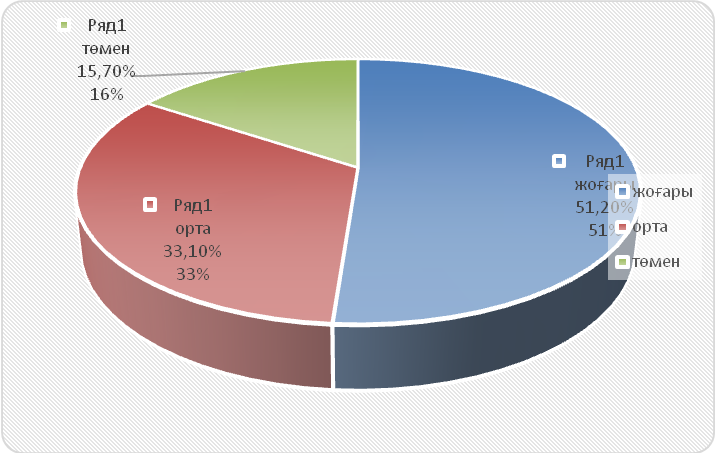 Ряд1
төмен
15,70%
16%
Ряд1
жоғары
51,20%
51%
Ряд1
орта
33,10%
33%
жоғары
орта
төмен